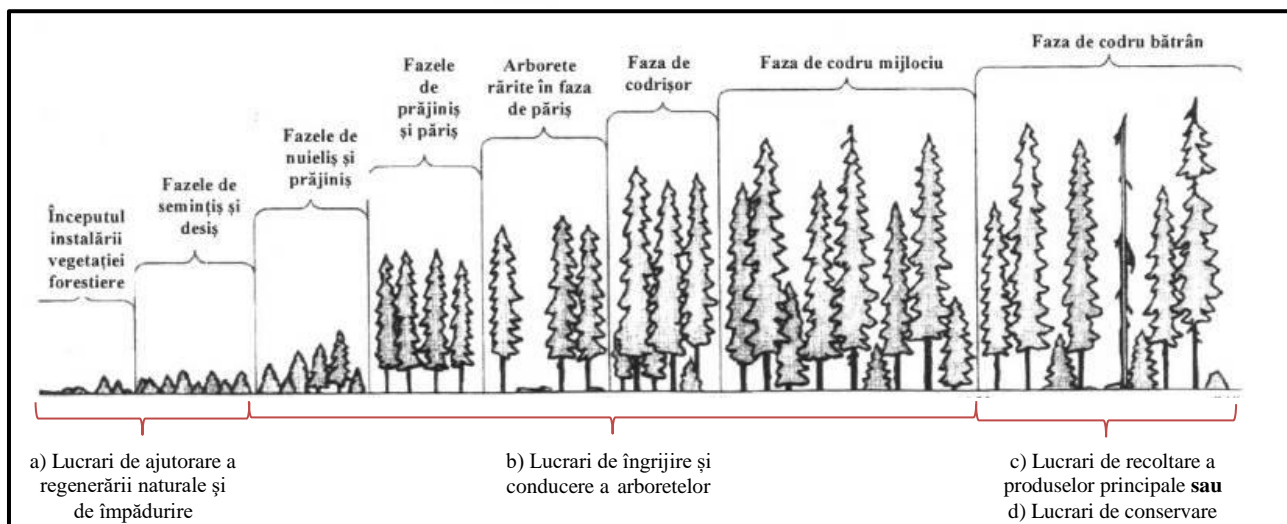 Începutul
instalării
vegetației
forestiere
Fazele de
semințiș și
desiș
Fazele de
nuieliș și
prăjiniș
Fazele
de
prăjiniș
și păriș
Arborete
rărite în faza
de păriș
Faza de
codrișor
Faza de codru mijlociu
Faza de codru bătrân
a) Lucrari de ajutorare a
regenerării naturale şi
de împădurire
b) Lucrari de îngrijire și
conducere a arboretelor
c) Lucrari de recoltare a
produselor principale sau
d) Lucrari de conservare